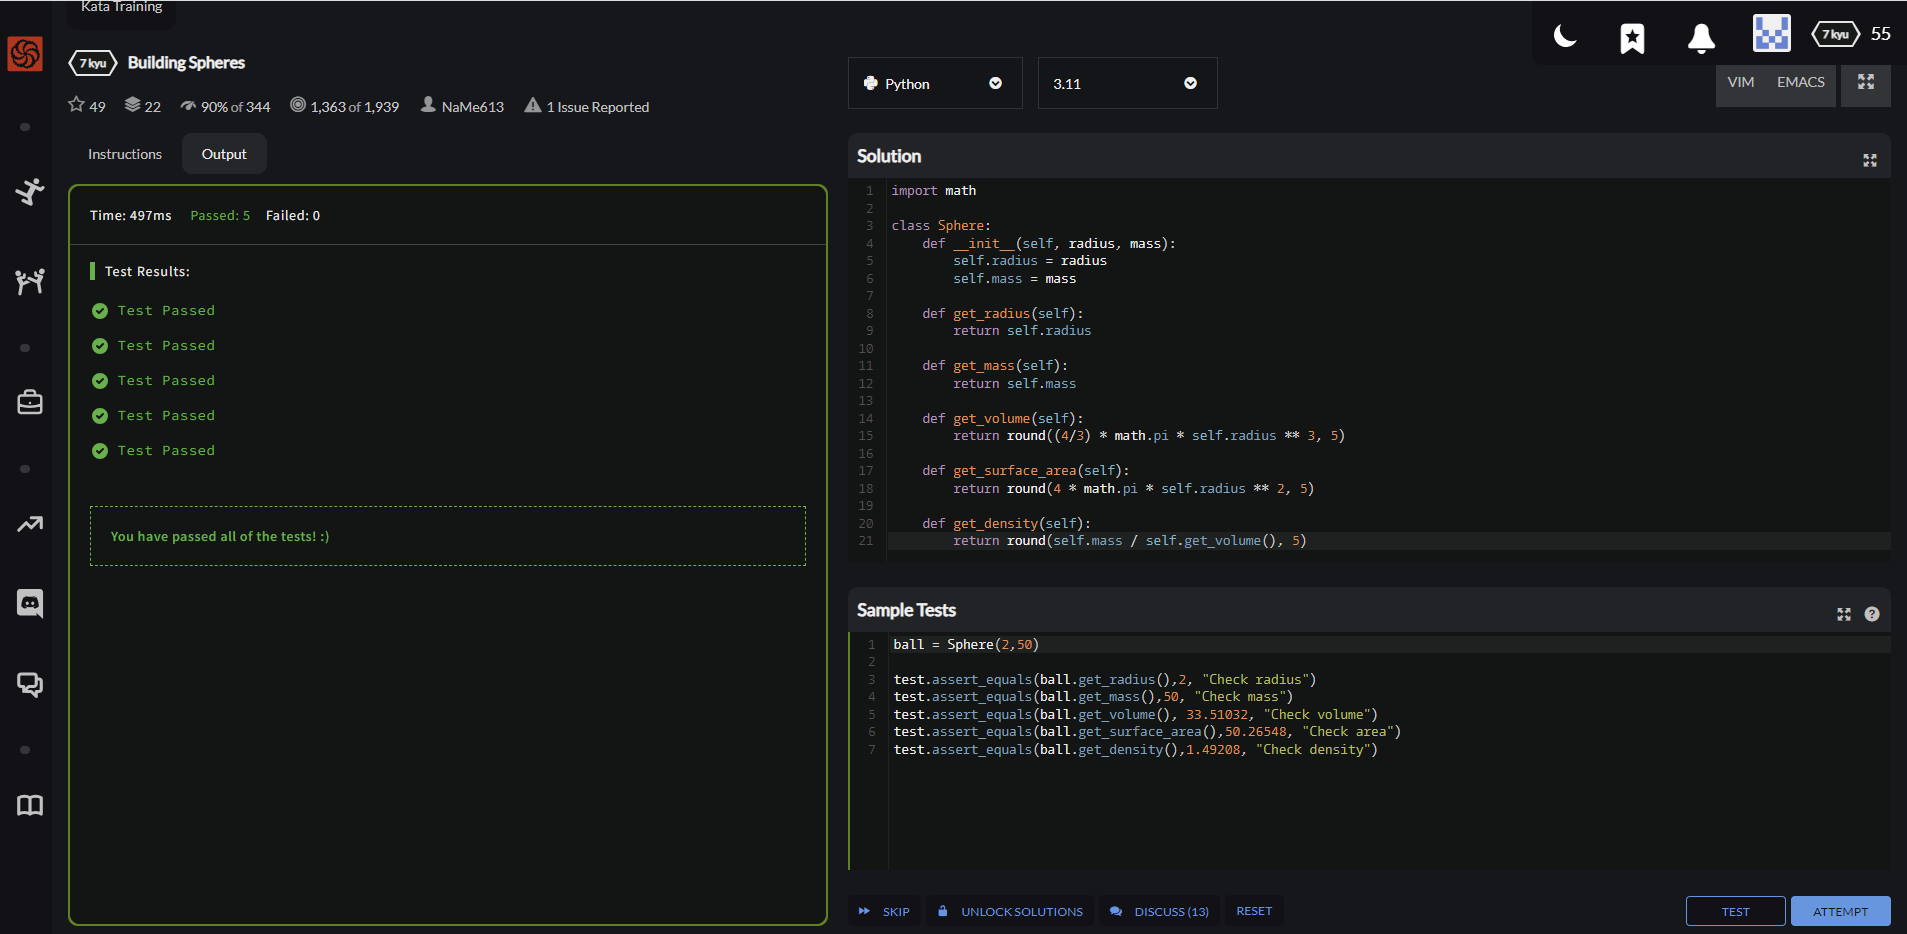 Kata Training
7 kyu Building Spheres
49 22 90% of 344 1,363 of 1,939 NaMe613 1 Issue Reported
7 kyu 55
Python 3.11 VIM EMACS
Instructions Output
Time: 497ms Passed: 5 Failed: 0
Test Results:
Test Passed
Test Passed
Test Passed
Test Passed
Test Passed
You have passed all of the tests! :)
Solution
1 import math
2
3 class Sphere:
4     def __init__(self, radius, mass):
5         self.radius = radius
6         self.mass = mass
7
8     def get_radius(self):
9         return self.radius
10
11     def get_mass(self):
12         return self.mass
13
14     def get_volume(self):
15         return round((4/3) * math.pi * self.radius ** 3, 5)
16
17     def get_surface_area(self):
18         return round(4 * math.pi * self.radius ** 2, 5)
19
20     def get_density(self):
21         return round(self.mass / self.get_volume(), 5)
Sample Tests
1 ball = Sphere(2,50)
2
3 test.assert_equals(ball.get_radius(),2, "Check radius")
4 test.assert_equals(ball.get_mass(),50, "Check mass")
5 test.assert_equals(ball.get_volume(), 33.51032, "Check volume")
6 test.assert_equals(ball.get_surface_area(),50.26548, "Check area")
7 test.assert_equals(ball.get_density(),1.49208, "Check density")
SKIP UNLOCK SOLUTIONS DISCUSS (13) RESET TEST ATTEMPT